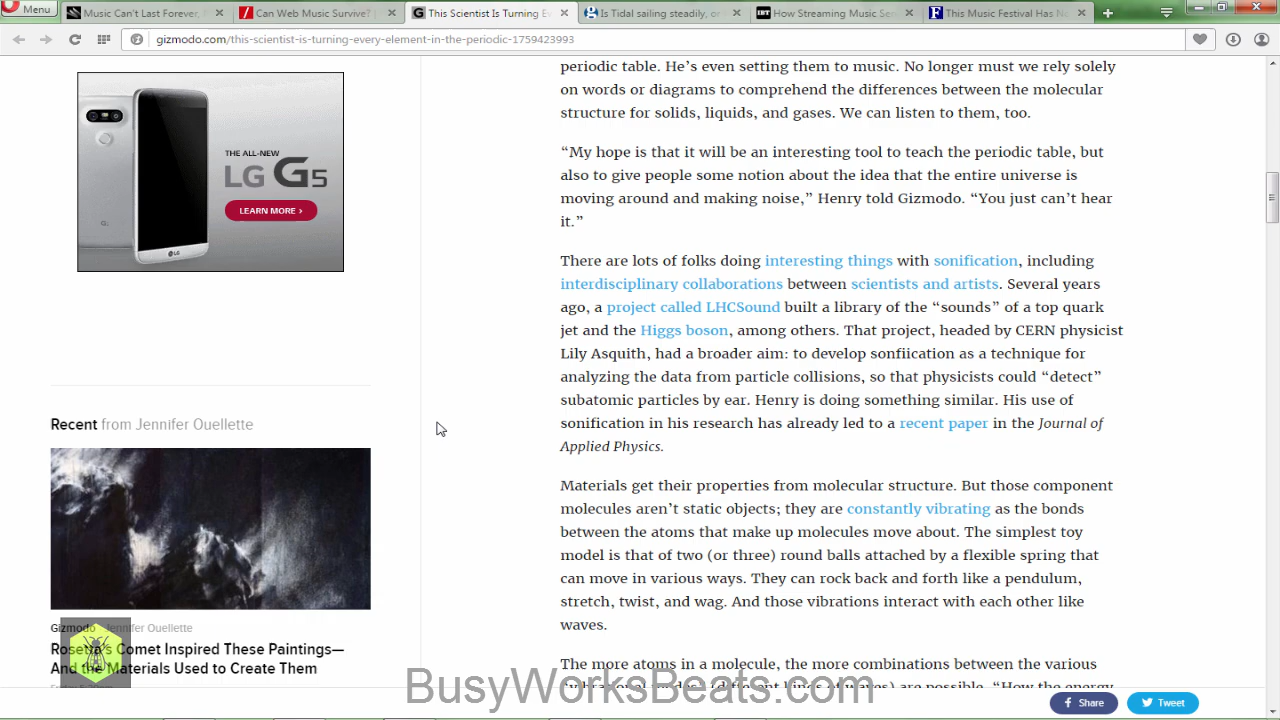 Menu
Music Can't Last Forever,
Can Web Music Survive?
This Scientist Is Turning E
Is Tidal sailing steadily, o
How Streaming Music Se
This Music Festival Has N
gizmodo.com/this-scientist-is-turning-every-element-in-the-periodic-1759423993
THE ALL-NEW
LG G5
LEARN MORE >
LG
Recent from Jennifer Ouellette
Gizmodo Jennifer Ouellette
Rosetta's Comet Inspired These Paintings—
And the Materials Used to Create Them
periodic table. He's even setting them to music. No longer must we rely solely
on words or diagrams to comprehend the differences between the molecular
structure for solids, liquids, and gases. We can listen to them, too.
“My hope is that it will be an interesting tool to teach the periodic table, but
also to give people some notion about the idea that the entire universe is
moving around and making noise,” Henry told Gizmodo. “You just can't hear
it.”
There are lots of folks doing interesting things with sonification, including
interdisciplinary collaborations between scientists and artists. Several years
ago, a project called LHCSound built a library of the “sounds” of a top quark
jet and the Higgs boson, among others. That project, headed by CERN physicist
Lily Asquith, had a broader aim: to develop sonfiication as a technique for
analyzing the data from particle collisions, so that physicists could “detect”
subatomic particles by ear. Henry is doing something similar. His use of
sonification in his research has already led to a recent paper in the Journal of
Applied Physics.
Materials get their properties from molecular structure. But those component
molecules aren't static objects; they are constantly vibrating as the bonds
between the atoms that make up molecules move about. The simplest toy
model is that of two (or three) round balls attached by a flexible spring that
can move in various ways. They can rock back and forth like a pendulum,
stretch, twist, and wag. And those vibrations interact with each other like
waves.
The more atoms in a molecule, the more combinations between the various
are possible. “How the energy
BusyWorksBeats.com
Share
Tweet